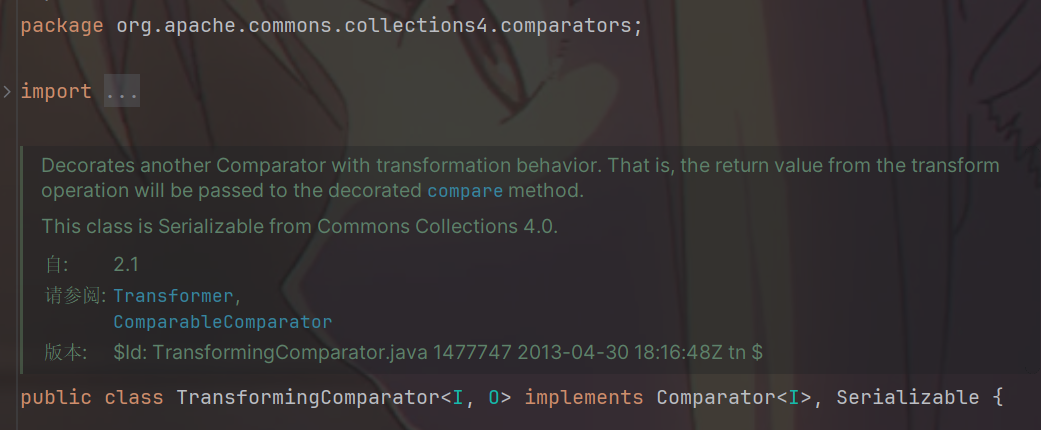 package org.apache.commons.collections4.comparators;
import ...
Decorates another Comparator with transformation behavior. That is, the return value from the transform
operation will be passed to the decorated compare method.
This class is Serializable from Commons Collections 4.0.
自: 2.1
请参阅: Transformer,
ComparableComparator
版本: $Id: TransformingComparator.java 1477747 2013-04-30 18:16:48Z tn $
public class TransformingComparator<I, O> implements Comparator<I>, Serializable {